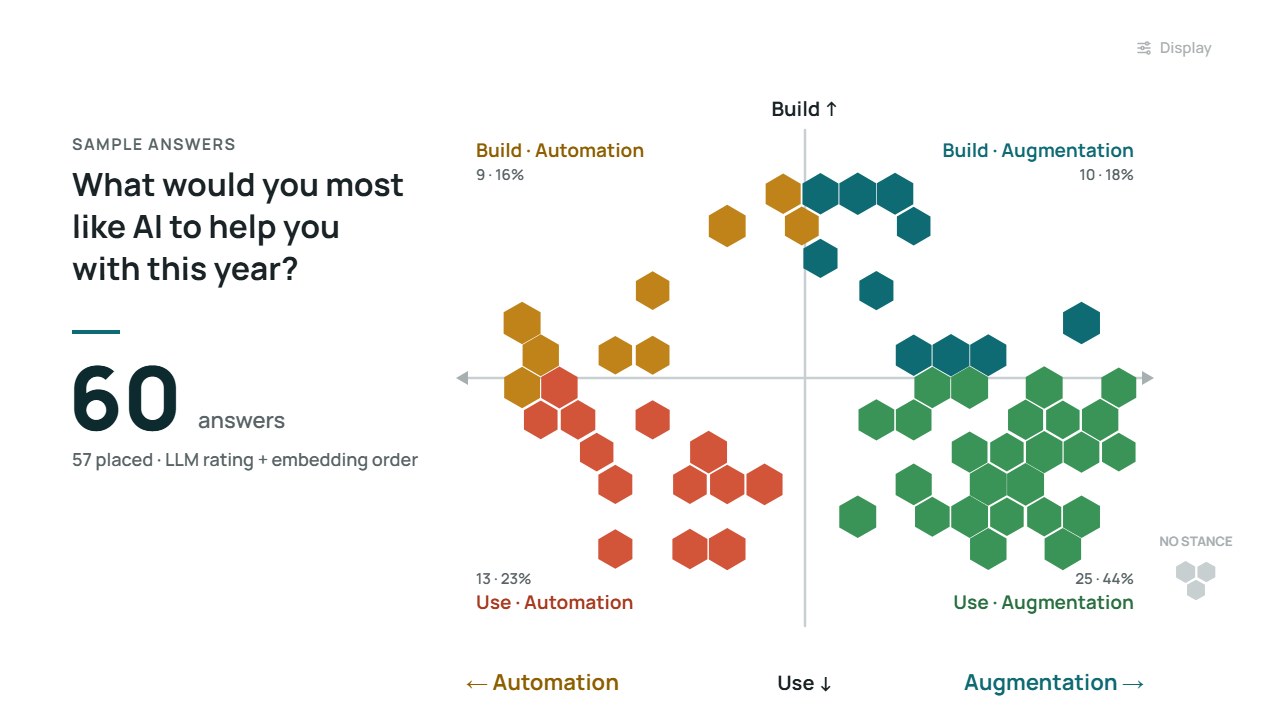 Display
SAMPLE ANSWERS
What would you most
like AI to help you
with this year?
60 answers
57 placed · LLM rating + embedding order
Build ↑
Build · Automation
9 · 16%
Build · Augmentation
10 · 18%
NO STANCE
13 · 23%
Use · Automation
25 · 44%
Use · Augmentation
← Automation
Use ↓
Augmentation →